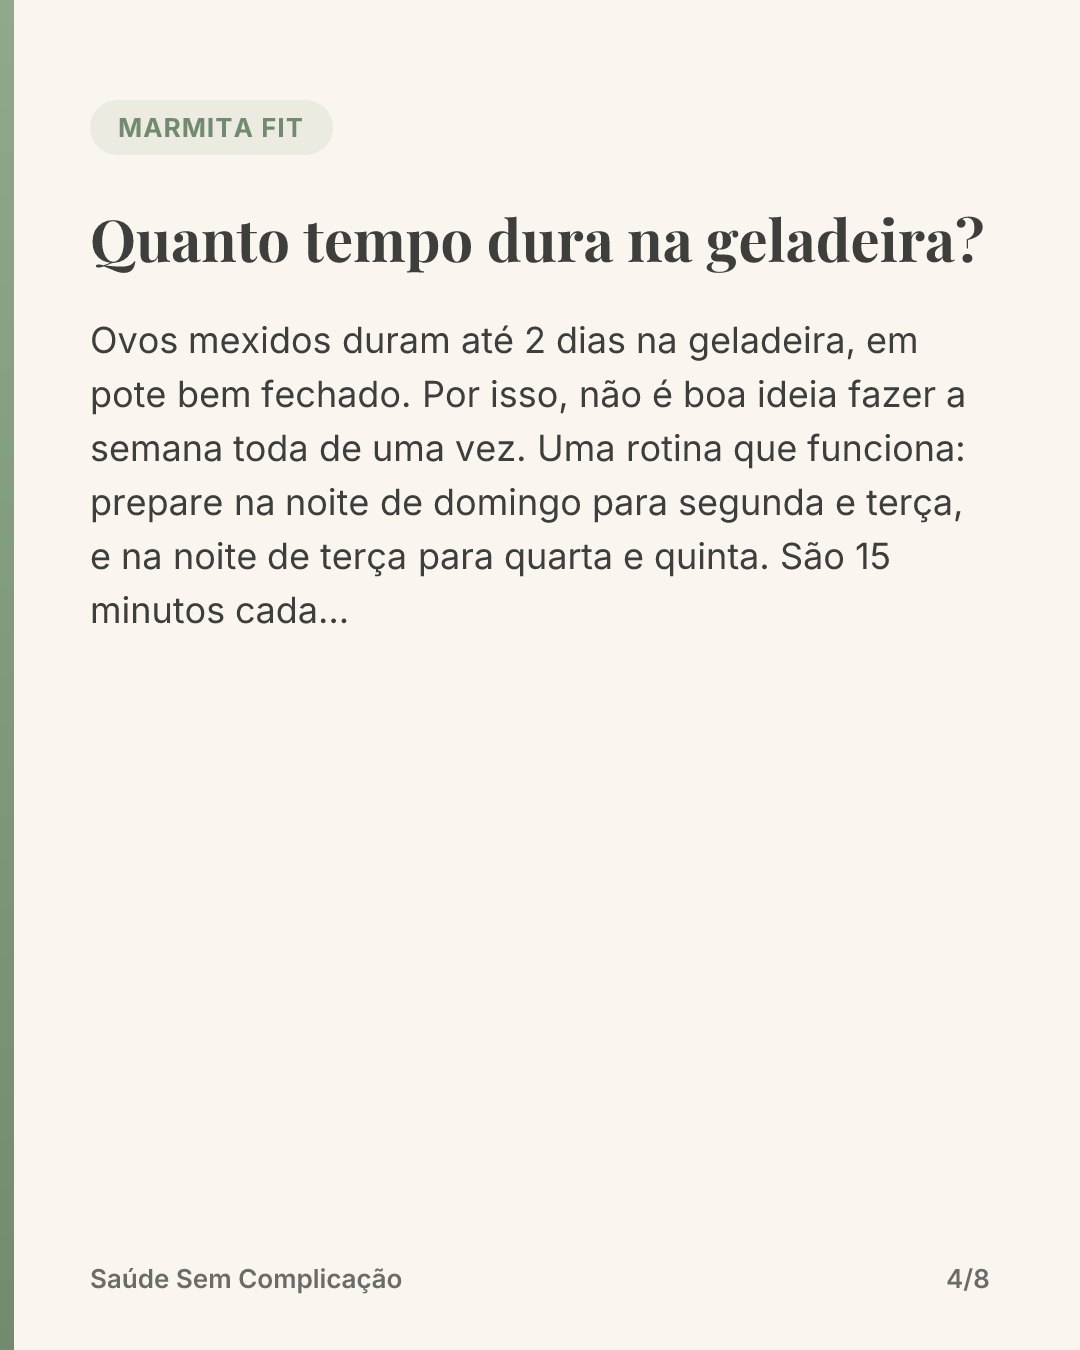 MARMITA FIT
Quanto tempo dura na geladeira?
Ovos mexidos duram até 2 dias na geladeira, em
pote bem fechado. Por isso, não é boa ideia fazer a
semana toda de uma vez. Uma rotina que funciona:
prepare na noite de domingo para segunda e terça,
e na noite de terça para quarta e quinta. São 15
minutos cada...
Saúde Sem Complicação
4/8